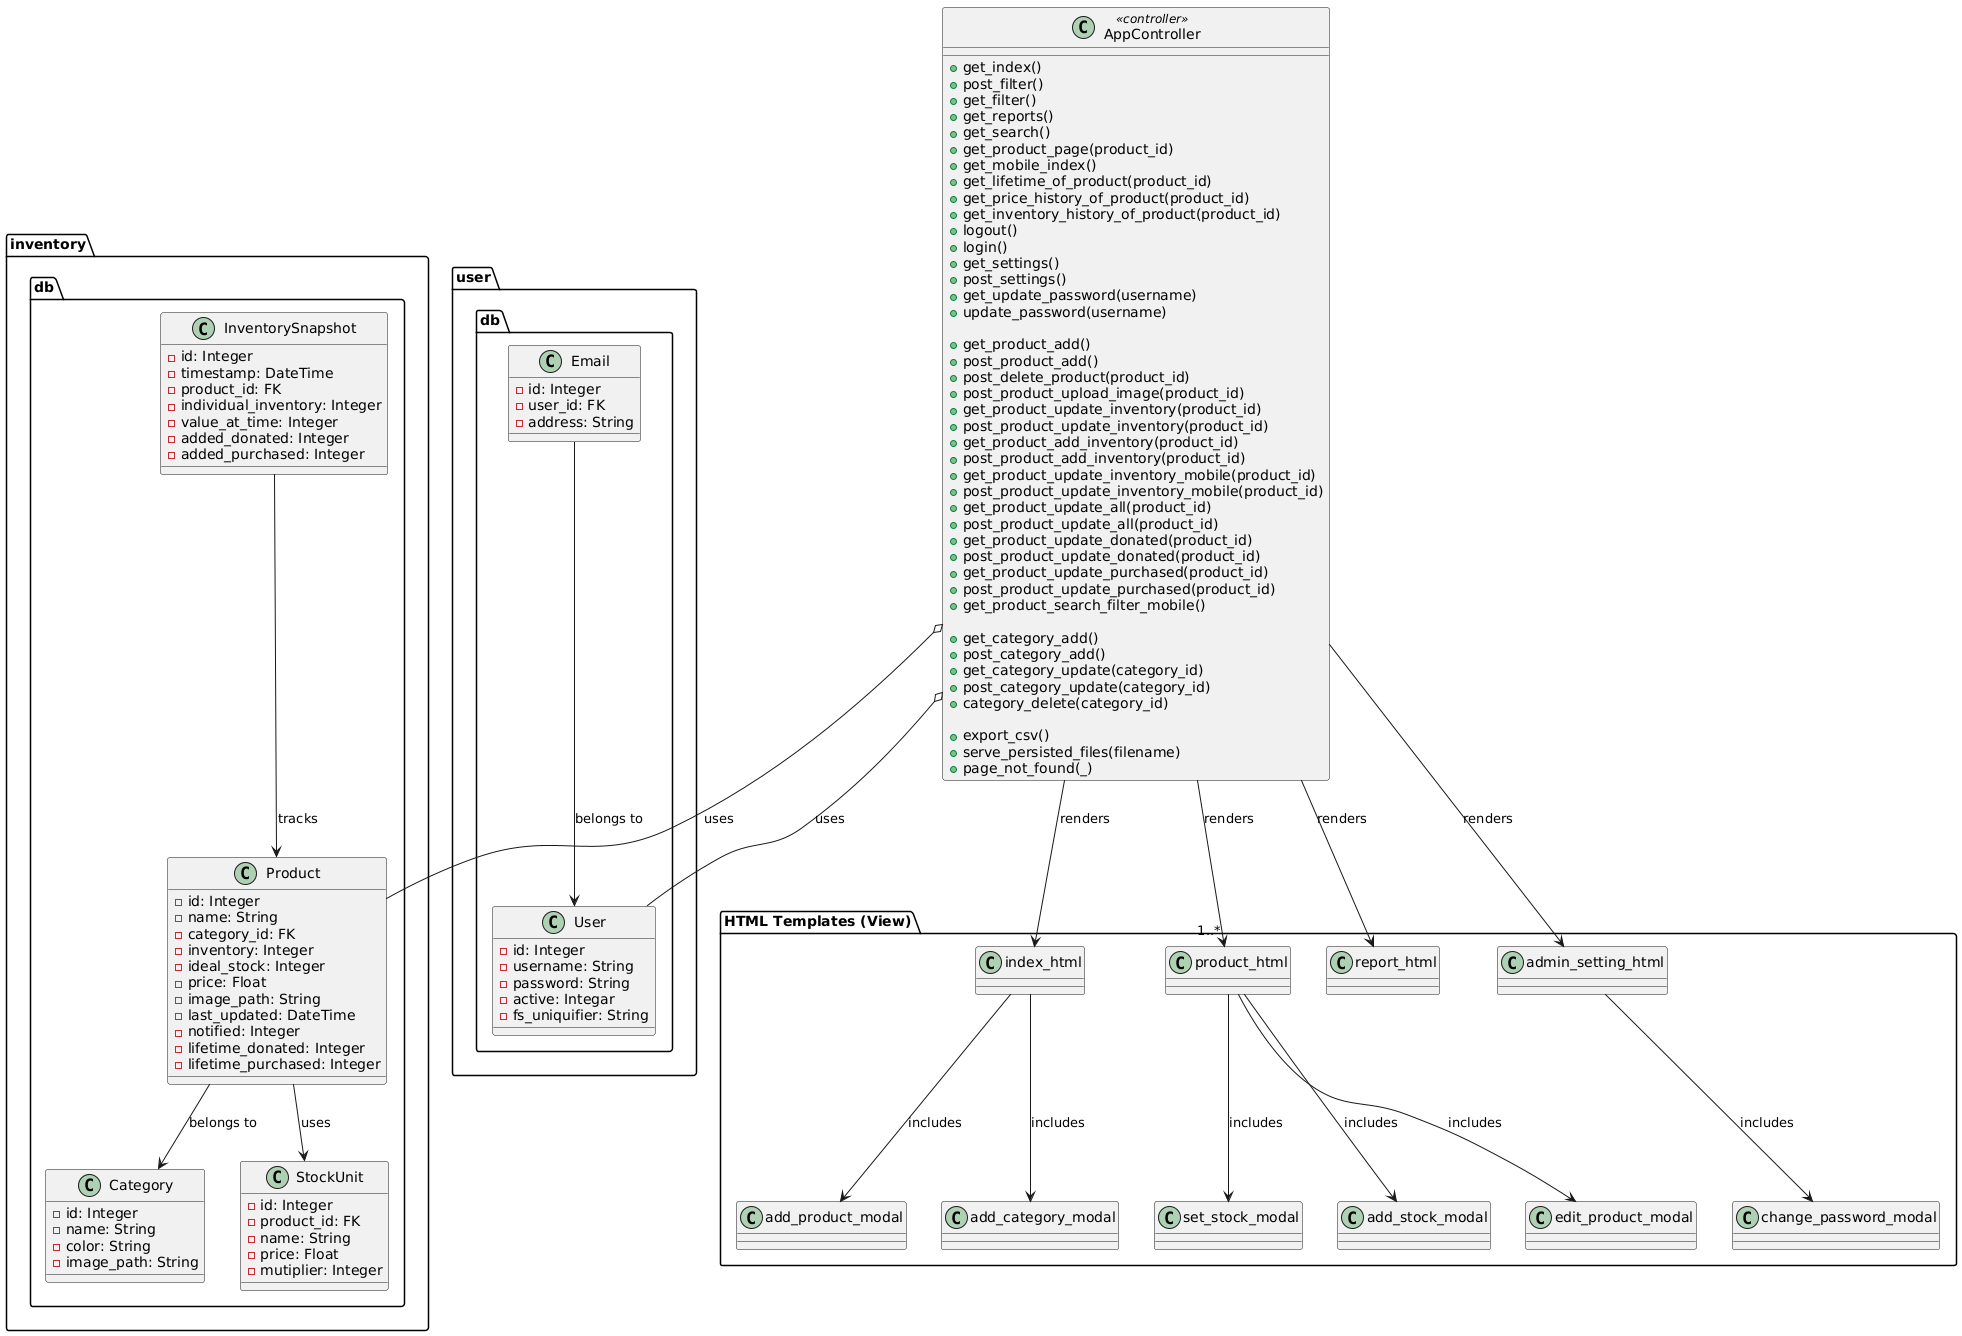 «controller»
AppController
get_index()
post_filter()
get_filter()
get_reports()
get_search()
get_product_page(product_id)
get_mobile_index()
get_lifetime_of_product(product_id)
get_price_history_of_product(product_id)
get_inventory_history_of_product(product_id)
logout()
login()
get_settings()
post_settings()
get_update_password(username)
update_password(username)
get_product_add()
post_product_add()
post_delete_product(product_id)
post_product_upload_image(product_id)
get_product_update_inventory(product_id)
post_product_update_inventory(product_id)
get_product_add_inventory(product_id)
post_product_add_inventory(product_id)
get_product_update_inventory_mobile(product_id)
post_product_update_inventory_mobile(product_id)
get_product_update_all(product_id)
post_product_update_all(product_id)
get_product_update_donated(product_id)
post_product_update_donated(product_id)
get_product_update_purchased(product_id)
post_product_update_purchased(product_id)
get_product_search_filter_mobile()
get_category_add()
post_category_add()
get_category_update(category_id)
post_category_update(category_id)
category_delete(category_id)
export_csv()
serve_persisted_files(filename)
page_not_found(_)
inventory
db
InventorySnapshot
id: Integer
timestamp: DateTime
product_id: FK
individual_inventory: Integer
value_at_time: Integer
added_donated: Integer
added_purchased: Integer
tracks
Product
id: Integer
name: String
category_id: FK
inventory: Integer
ideal_stock: Integer
price: Float
image_path: String
last_updated: DateTime
notified: Integer
lifetime_donated: Integer
lifetime_purchased: Integer
belongs to
uses
Category
id: Integer
name: String
color: String
image_path: String
StockUnit
id: Integer
product_id: FK
name: String
price: Float
mutiplier: Integer
user
db
Email
id: Integer
user_id: FK
address: String
belongs to
User
id: Integer
username: String
password: String
active: Integar
fs_uniquifier: String
uses
uses
renders
renders
renders
renders
HTML Templates (View)
1..*
index_html
product_html
report_html
admin_setting_html
includes
includes
includes
includes
includes
includes
add_product_modal
add_category_modal
set_stock_modal
add_stock_modal
edit_product_modal
change_password_modal